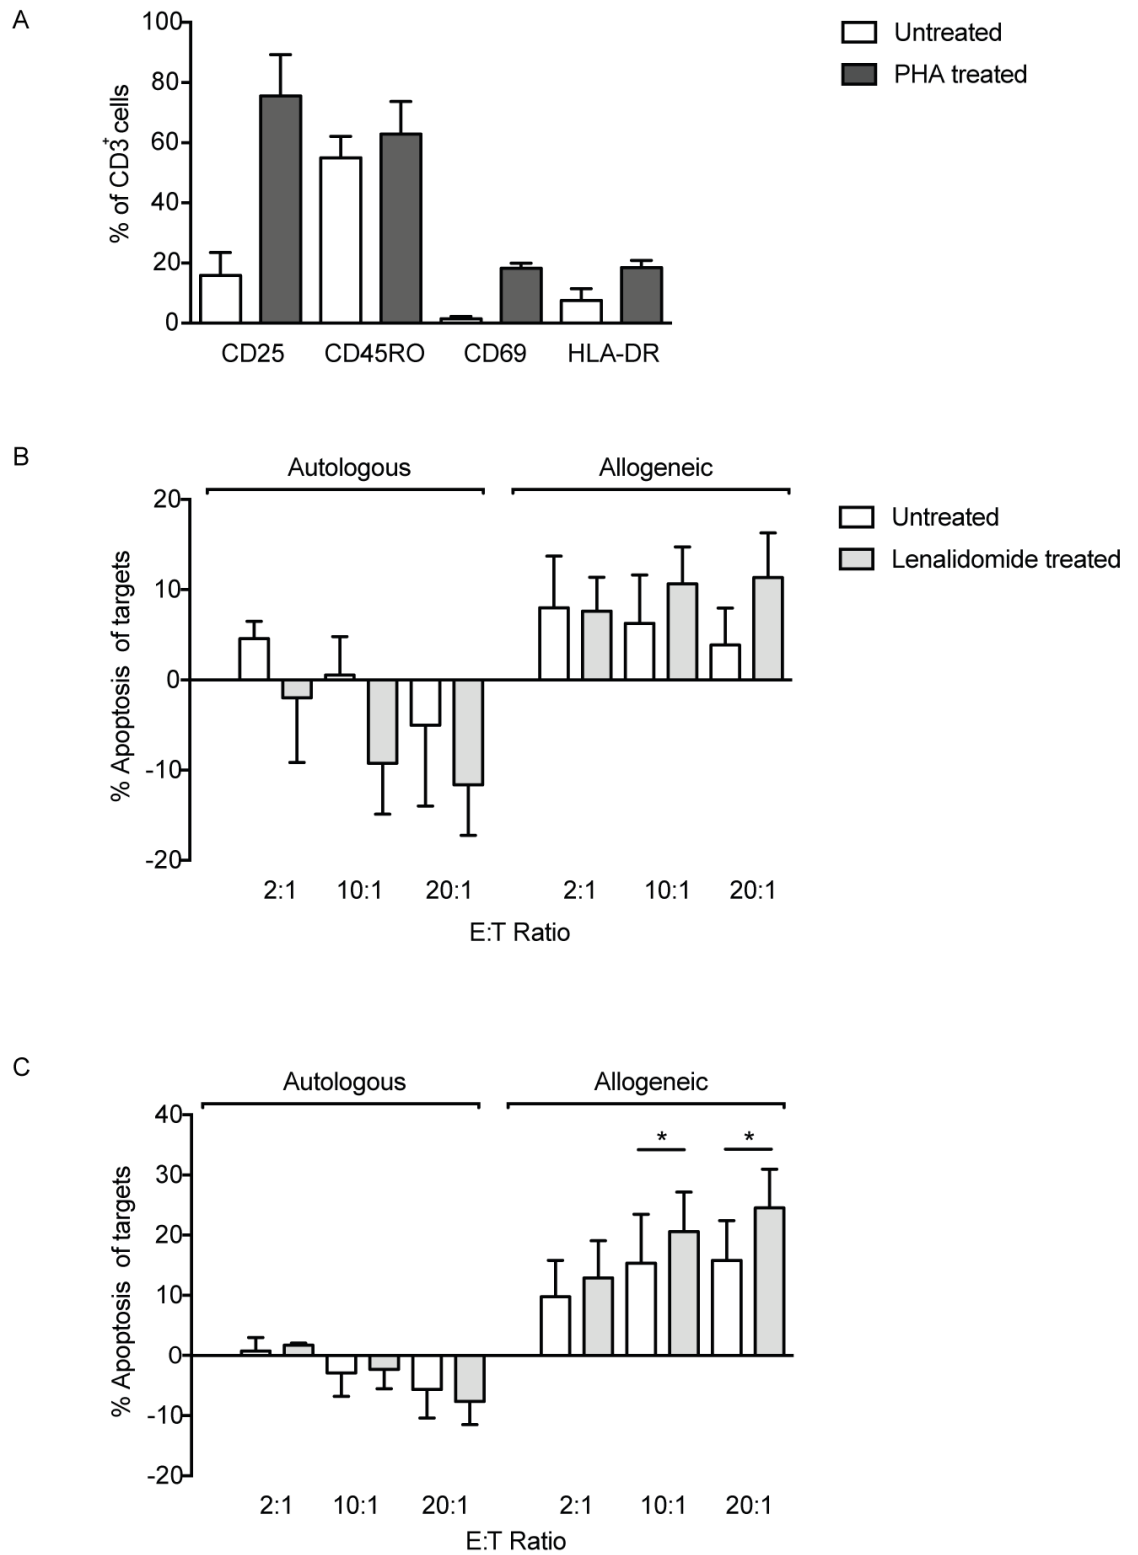 A
Untreated
PHA treated
% of CD3+ cells
100
80
60
40
20
0
CD25 CD45RO CD69 HLA-DR
B
Autologous Allogeneic
Untreated
Lenalidomide treated
% Apoptosis of targets
20
10
0
-10
-20
2:1 10:1 20:1 2:1 10:1 20:1
E:T Ratio
C
Autologous Allogeneic
% Apoptosis of targets
40
30
20
10
0
-10
-20
* *
2:1 10:1 20:1 2:1 10:1 20:1
E:T Ratio